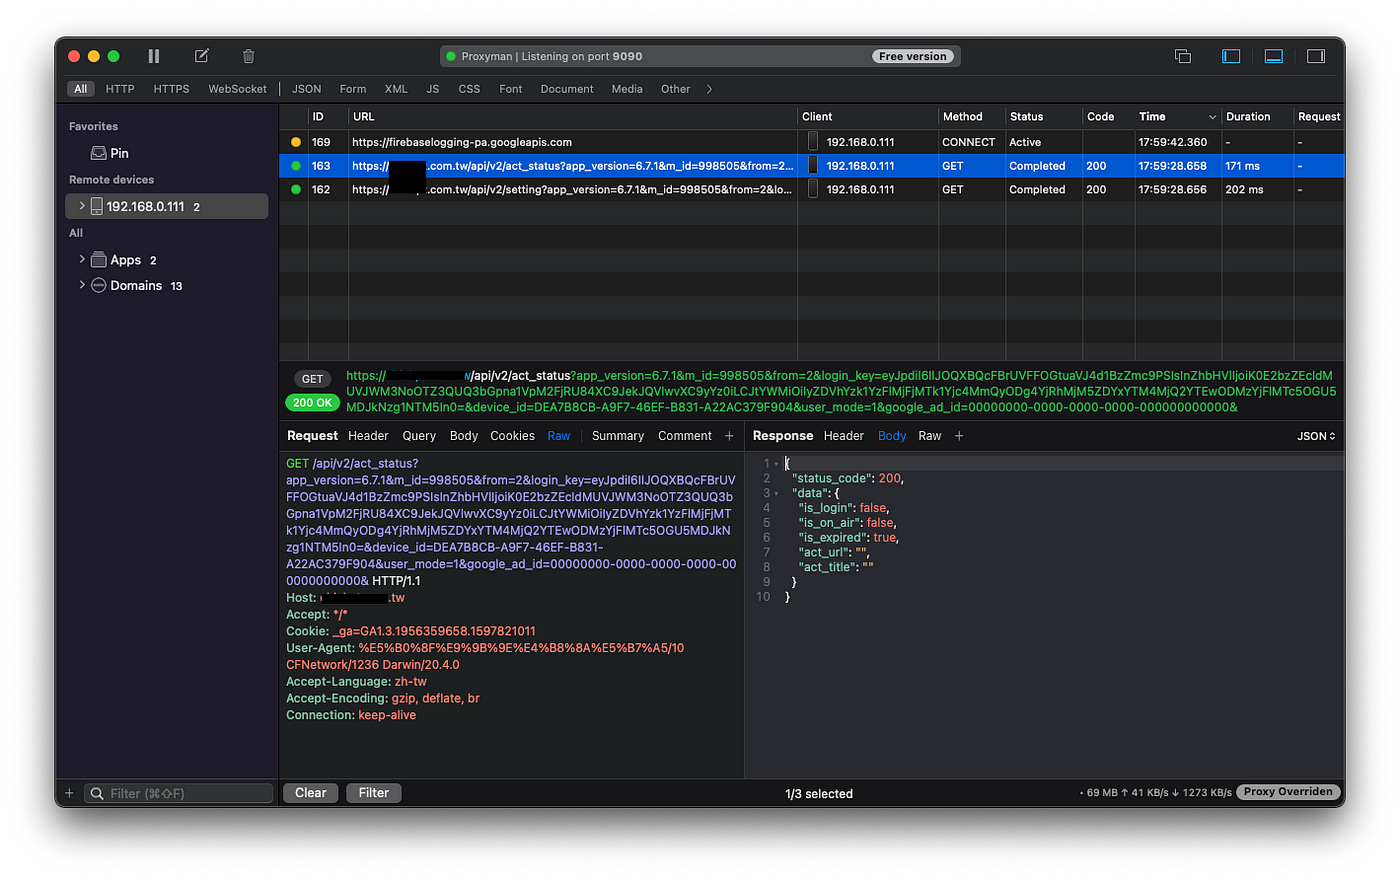 Proxyman | Listening on port 9090
Free version
All HTTP HTTPS WebSocket JSON Form XML JS CSS Font Document Media Other
Favorites
Pin
Remote devices
192.168.0.111 2
All
Apps 2
Domains 13
ID URL Client Method Status Code Time Duration Request
169 https://firebaselogging-pa.googleapis.com 192.168.0.111 CONNECT Active 17:59:42.360 - -
163 https:// .com.tw/api/v2/act_status?app_version=6.7.1&m_id=998505&from=2... 192.168.0.111 GET Completed 200 17:59:28.658 171 ms -
162 https:// .com.tw/api/v2/setting?app_version=6.7.1&m_id=998505&from=2&lo... 192.168.0.111 GET Completed 200 17:59:28.656 202 ms -
GET
200 OK
https:// /api/v2/act_status?app_version=6.7.1&m_id=998505&from=2&login_key=eyJpdiI6IlJOQXBQcFBrUVFFOGtuaVJ4d1BzZmc9PSIsInZhbHVlIjoiK0E2bzZEcldM
UVJWM3NoOTZ3QUQ3bGpna1VpM2FjRU84XC9JekJQVlwvXC9yYz0iLCJtYWMiOiIyZDVhYzk1YzFlMjFjMTk1Yjc4MmQyODg4YjRhMjM5ZDYxYTM4MjQ2YTEwODMzYjFlMTc5OGU5
MDJkNzg1NTM5In0=&device_id=DEA7B8CB-A9F7-46EF-B831-A22AC379F904&user_mode=1&google_ad_id=00000000-0000-0000-0000-000000000000&
Request Header Query Body Cookies Raw Summary Comment +
GET /api/v2/act_status?
app_version=6.7.1&m_id=998505&from=2&login_key=eyJpdiI6IlJOQXBQcFBrUV
FFOGtuaVJ4d1BzZmc9PSIsInZhbHVlIjoiK0E2bzZEcldMUVJWM3NoOTZ3QUQ3b
Gpna1VpM2FjRU84XC9JekJQVlwvXC9yYz0iLCJtYWMiOiIyZDVhYzk1YzFlMjFjMT
k1Yjc4MmQyODg4YjRhMjM5ZDYxYTM4MjQ2YTEwODMzYjFlMTc5OGU5MDJkN
zg1NTM5In0=&device_id=DEA7B8CB-A9F7-46EF-B831-
A22AC379F904&user_mode=1&google_ad_id=00000000-0000-0000-0000-00
0000000000& HTTP/1.1
Host: .tw
Accept: */*
Cookie: _ga=GA1.3.1956359658.1597821011
User-Agent: %E5%B0%8F%E9%9B%9E%E4%B8%8A%E5%B7%A5/10
CFNetwork/1236 Darwin/20.4.0
Accept-Language: zh-tw
Accept-Encoding: gzip, deflate, br
Connection: keep-alive
Response Header Body Raw +
JSON
1 {
2 "status_code": 200,
3 "data": {
4 "is_login": false,
5 "is_on_air": false,
6 "is_expired": true,
7 "act_url": "",
8 "act_title": ""
9 }
10 }
+ Filter (⌘⇧F)
Clear Filter
1/3 selected
• 69 MB ↑ 41 KB/s ↓ 1273 KB/s
Proxy Overriden